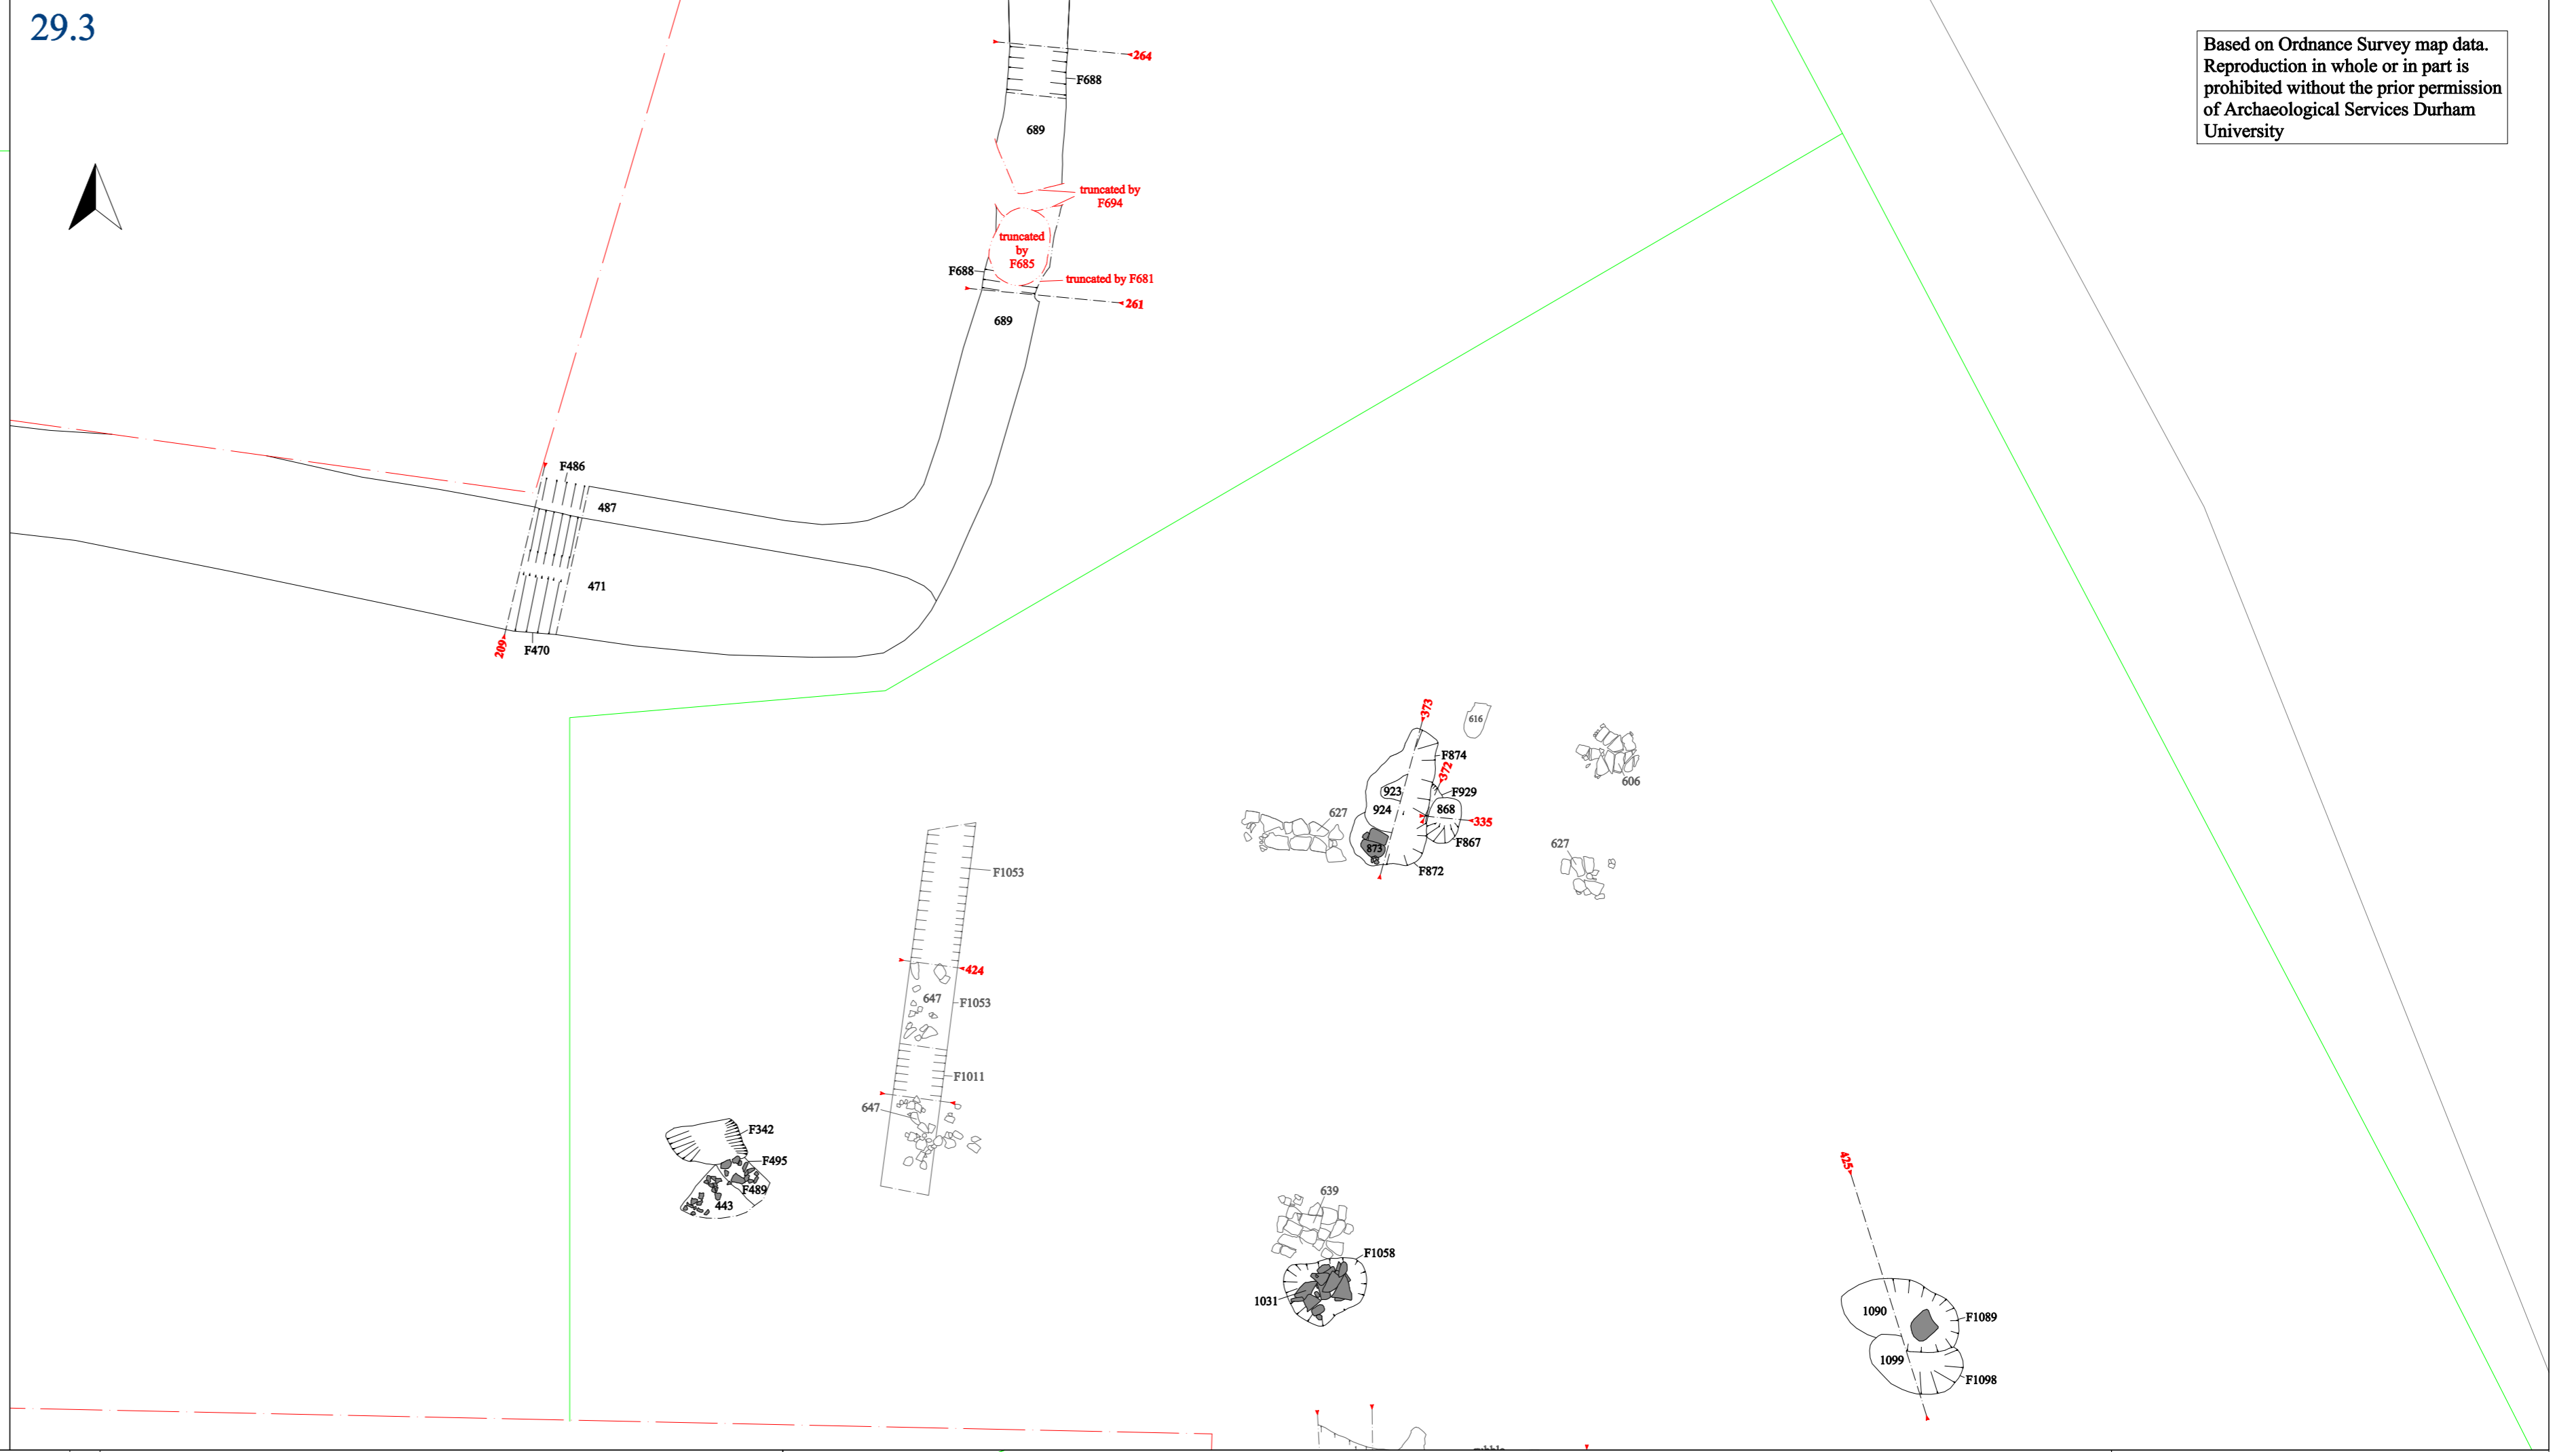 29.3
Based on Ordnance Survey map data.
Reproduction in whole or in part is
prohibited without the prior permission
of Archaeological Services Durham
University
264
F688
689
truncated by
F694
truncated
by
F685
F688
truncated by F681
261
689
F486
487
471
209
F470
373
616
F874
372
606
923
F929
924
868
627
335
F867
873
627
F872
F1053
424
647
F1053
F1011
647
F342
F495
F489
443
639
F1058
1031
425
1090
F1089
1099
F1098